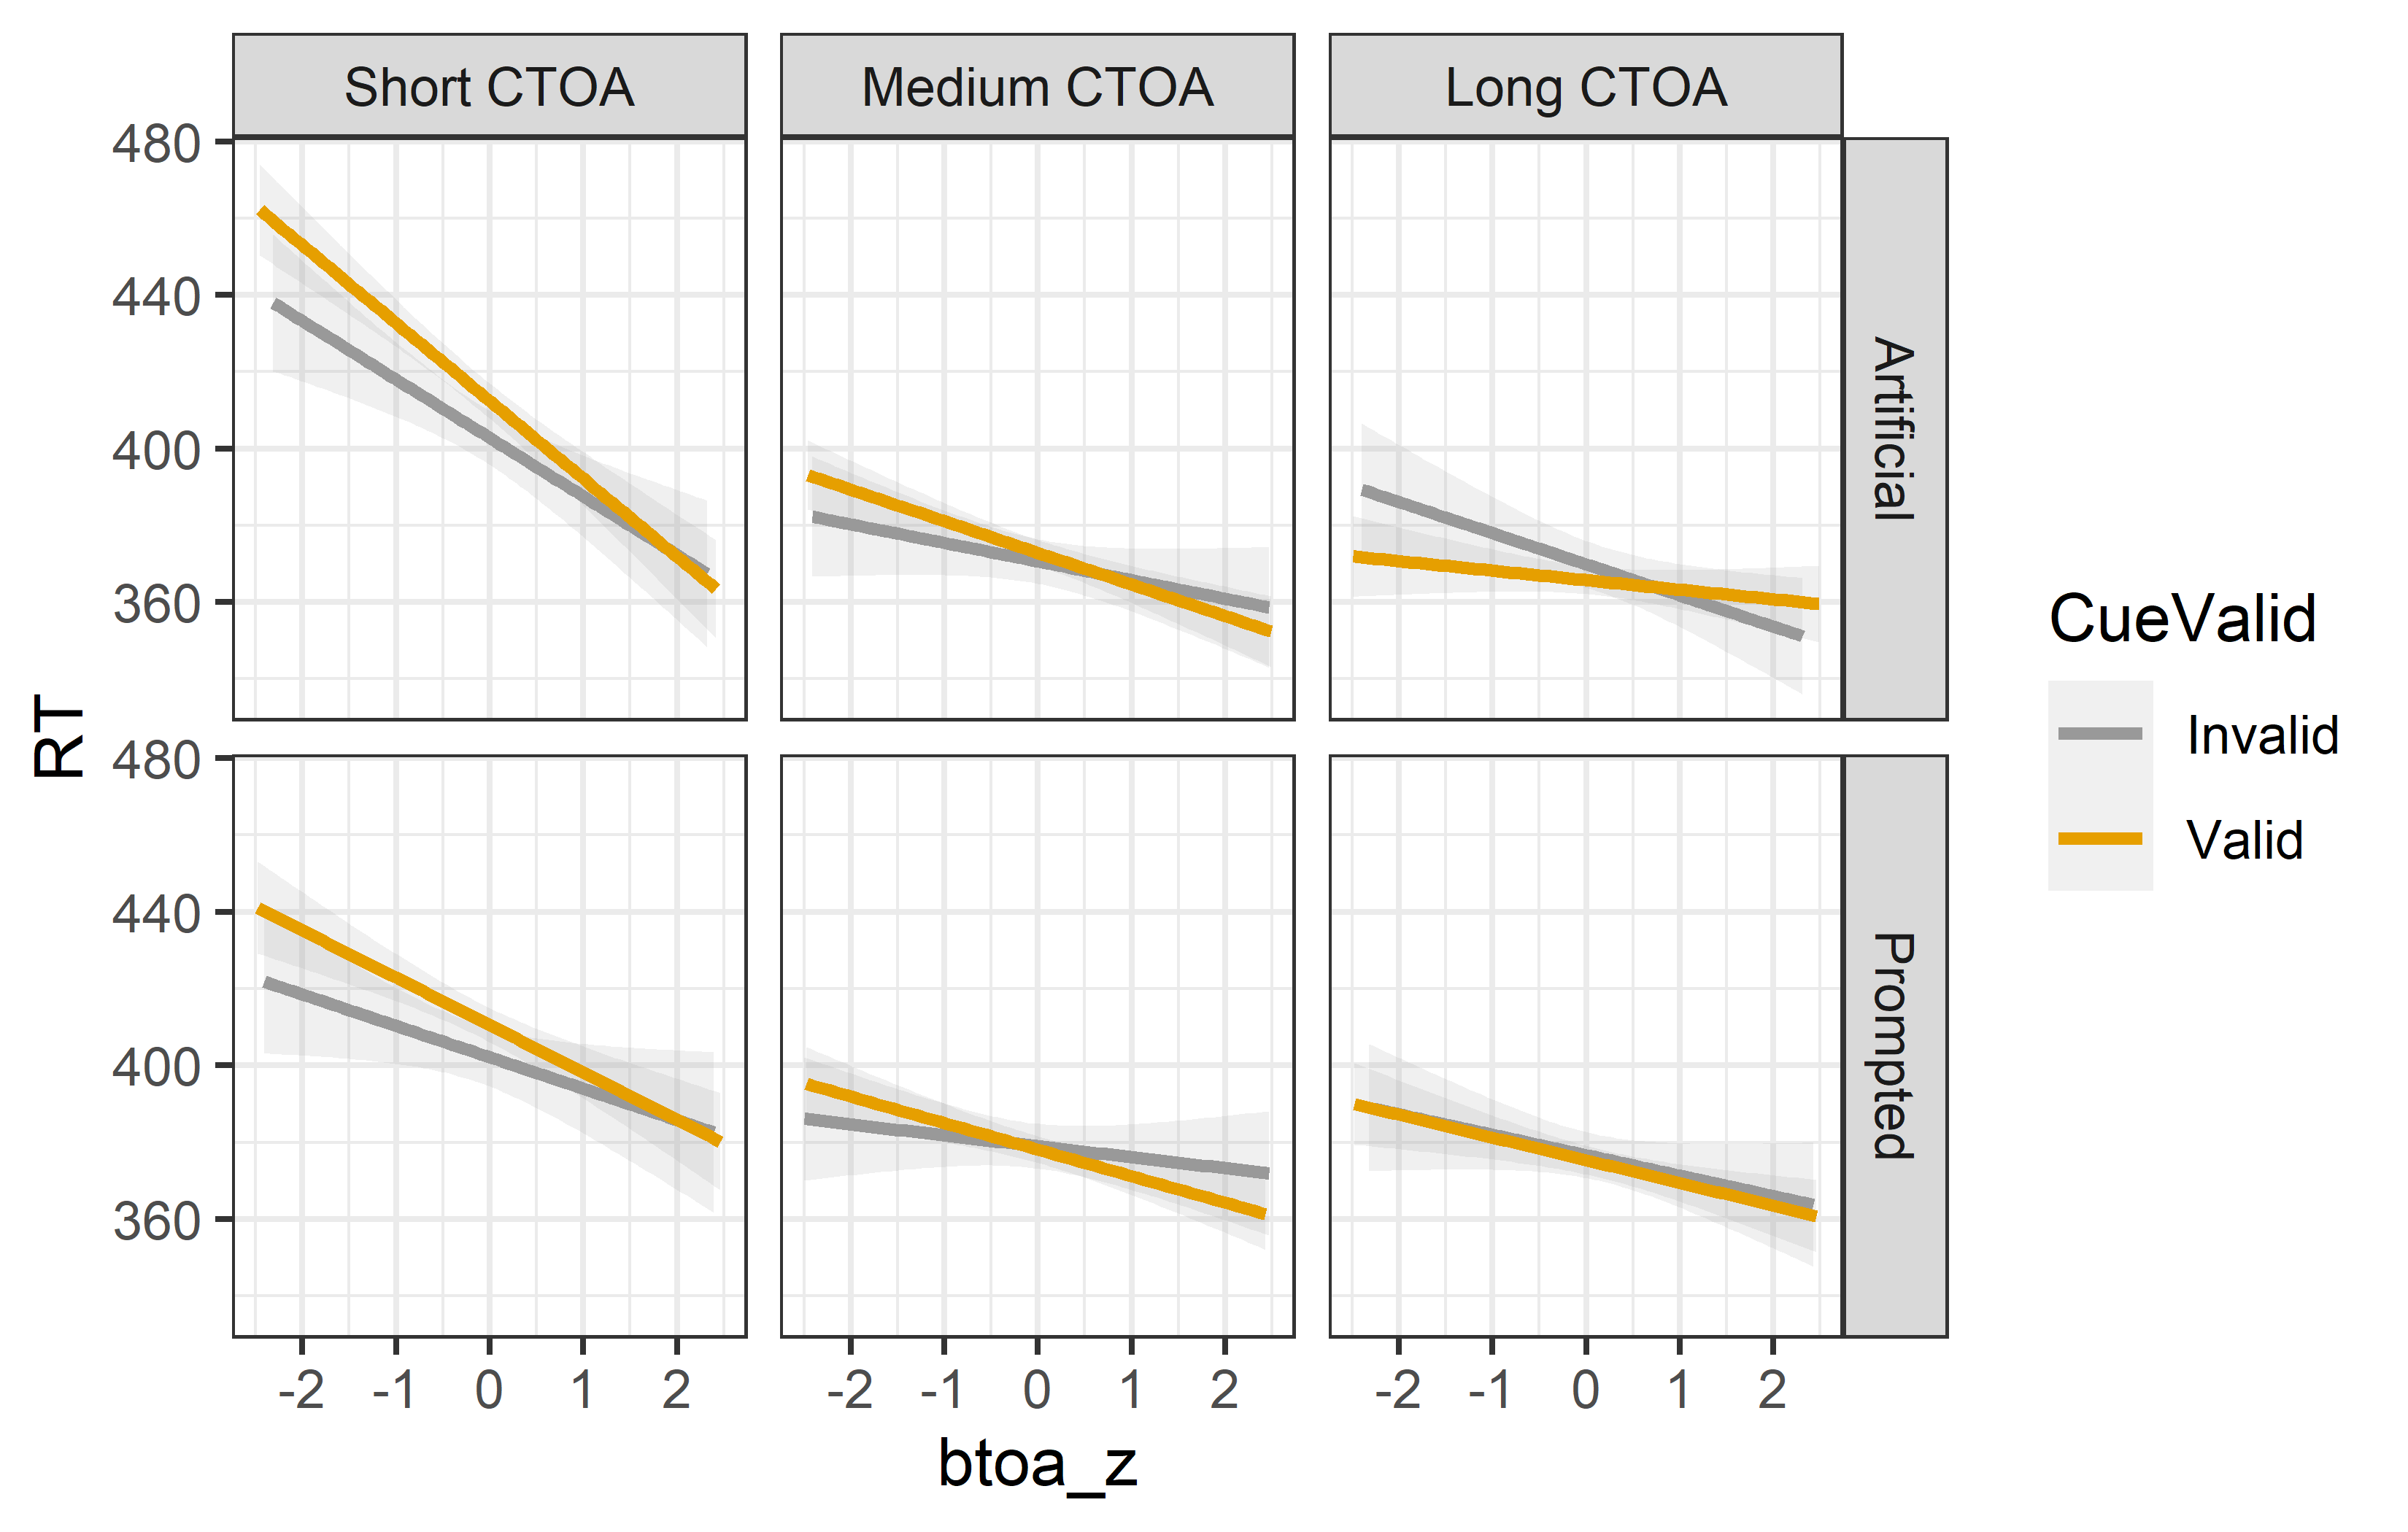 Short CTOA
Medium CTOA
Long CTOA
480
440
400
360
Artificial
RT
480
440
400
360
Prompted
-2 -1 0 1 2
-2 -1 0 1 2
-2 -1 0 1 2
btoa_z
CueValid
Invalid
Valid